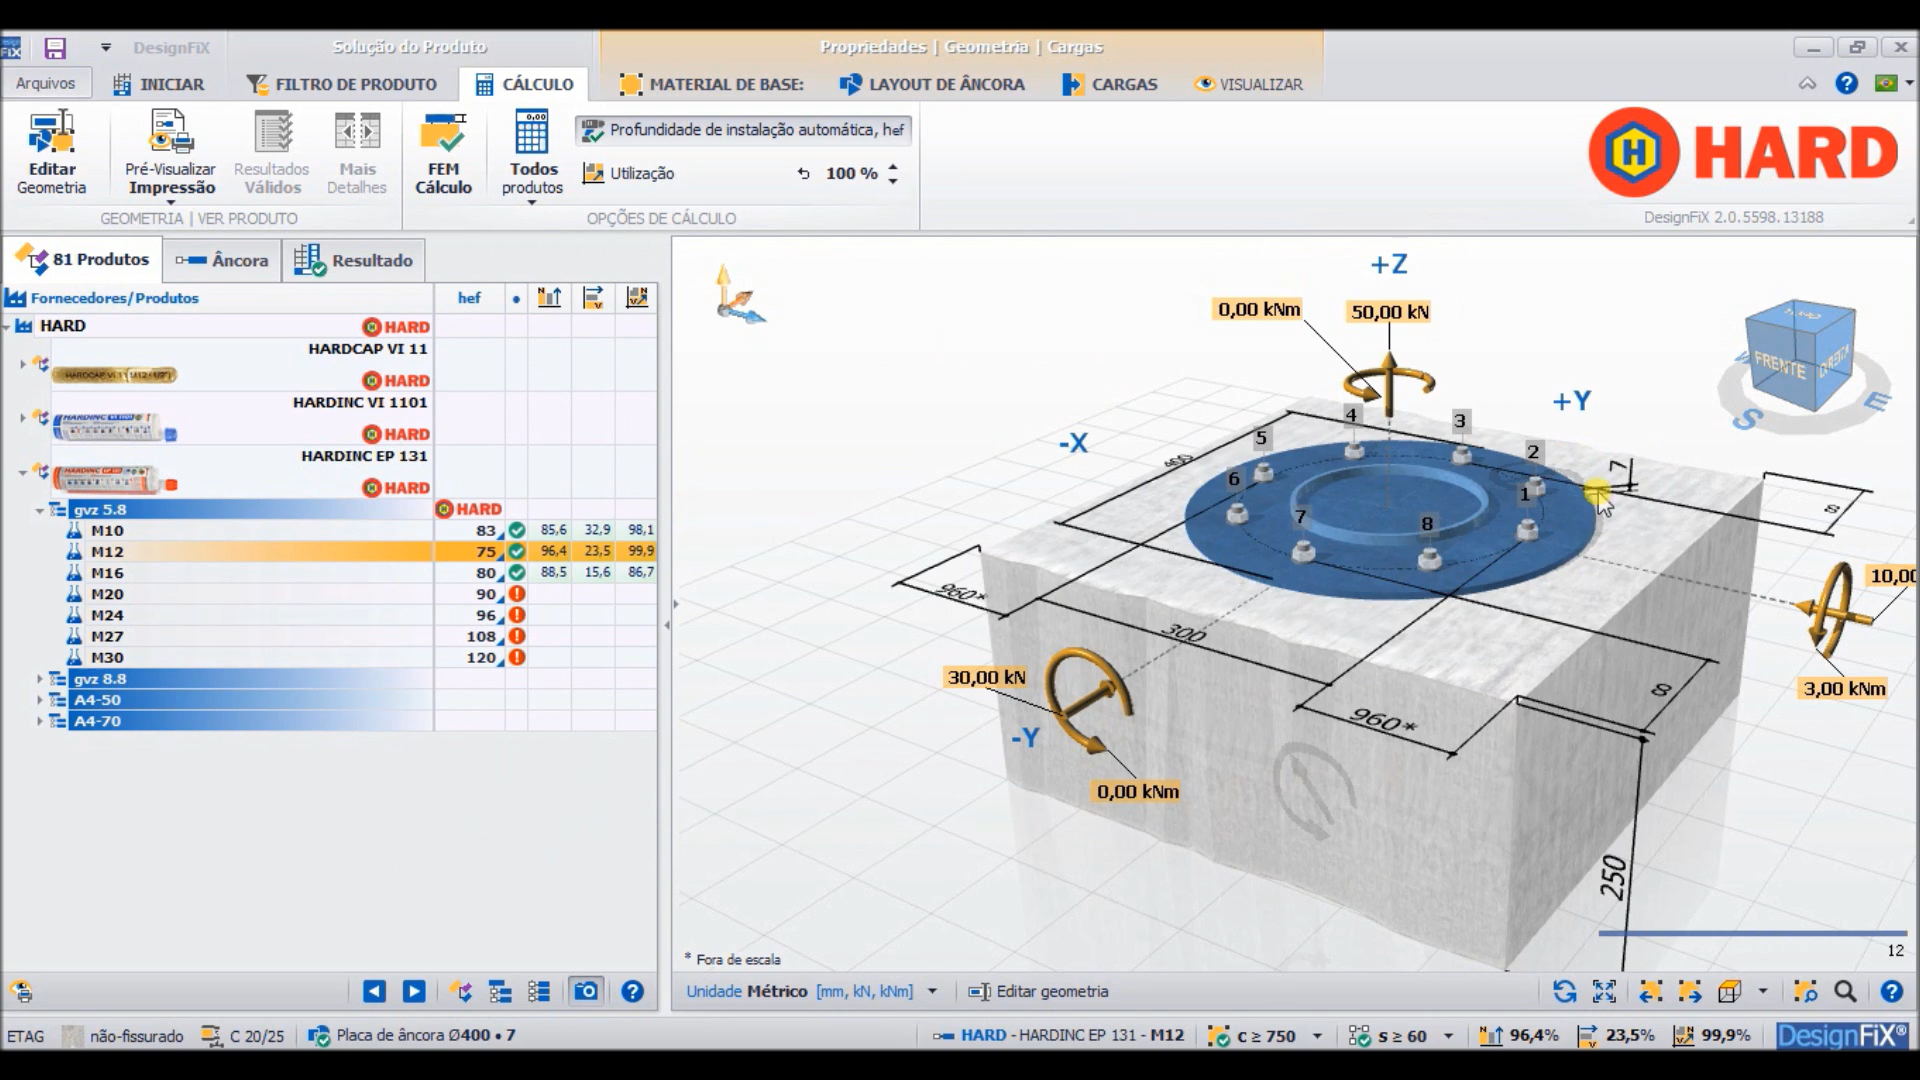 DesignFiX
Solução do Produto
Propriedades | Geometria | Cargas
Arquivos
INICIAR
FILTRO DE PRODUTO
CÁLCULO
MATERIAL DE BASE:
LAYOUT DE ÂNCORA
CARGAS
VISUALIZAR
Editar
Geometria
Pré-Visualizar
Impressão
Resultados
Válidos
Mais
Detalhes
FEM
Cálculo
Todos
produtos
Profundidade de instalação automática, hef
Utilização
100 %
GEOMETRIA | VER PRODUTO
OPÇÕES DE CÁLCULO
HARD
DesignFiX 2.0.5598.13188
81 Produtos
Âncora
Resultado
Fornecedores/Produtos
hef
HARD
HARD
HARDCAP VI 11
HARD
HARDINC VI 1101
HARD
HARDINC EP 131
HARD
gvz 5.8
HARD
M10 83 85,6 32,9 98,1
M12 75 96,4 23,5 99,9
M16 80 88,5 15,6 86,7
M20 90
M24 96
M27 108
M30 120
gvz 8.8
A4-50
A4-70
+Z
0,00 kNm
50,00 kN
+Y
-X
FRENTE
DIREITA
S
E
4
3
5
2
7
6
1
7
8
8
10,00
960*
300
30,00 kN
3,00 kNm
8
960*
-Y
0,00 kNm
250
12
* Fora de escala
Unidade Métrico [mm, kN, kNm]
Editar geometria
ETAG
não-fissurado
C 20/25
Placa de âncora Ø400 • 7
HARD - HARDINC EP 131 - M12
c ≥ 750
s ≥ 60
96,4%
23,5%
99,9%
DesignFiX®